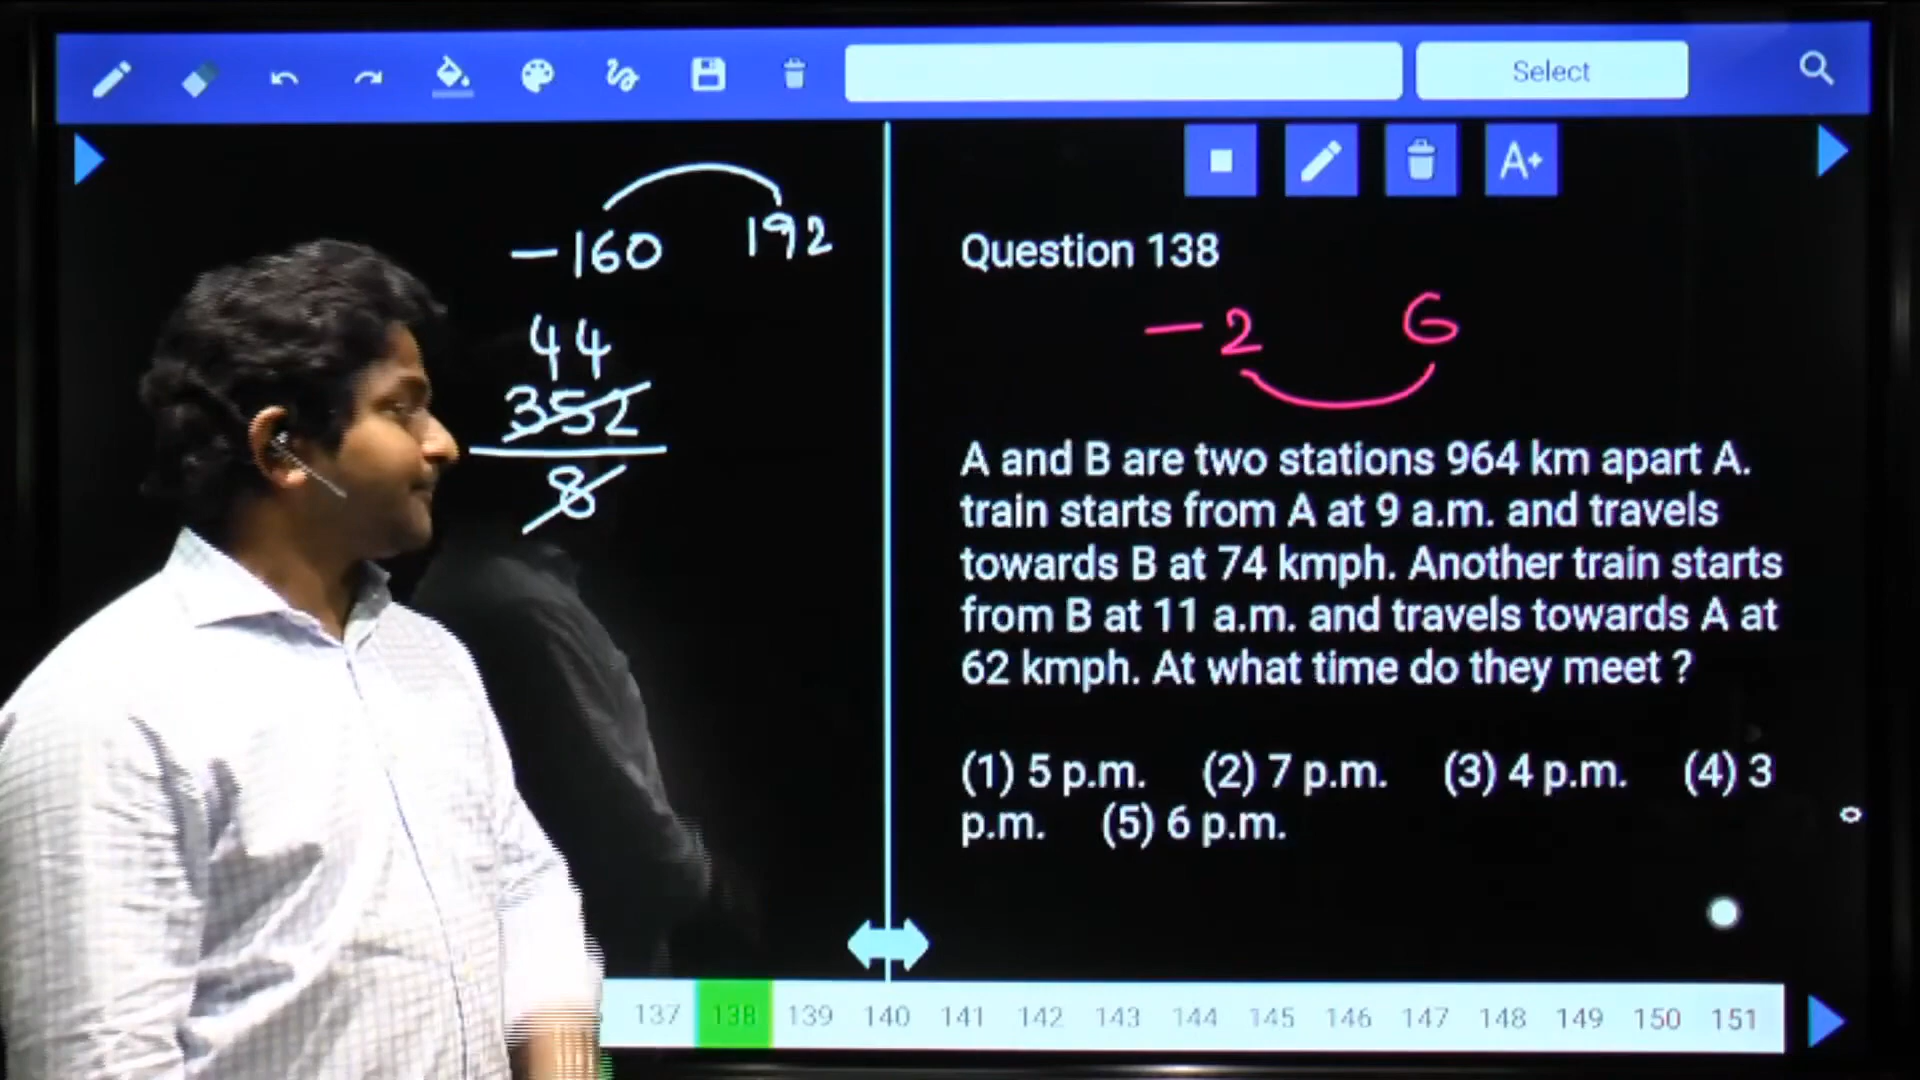 Select
A+
-160 192
44
352
8
Question 138
-2 6
A and B are two stations 964 km apart A.
train starts from A at 9 a.m. and travels
towards B at 74 kmph. Another train starts
from B at 11 a.m. and travels towards A at
62 kmph. At what time do they meet ?
(1) 5 p.m. (2) 7 p.m. (3) 4 p.m. (4) 3
p.m. (5) 6 p.m.
137 138 139 140 141 142 143 144 145 146 147 148 149 150 151